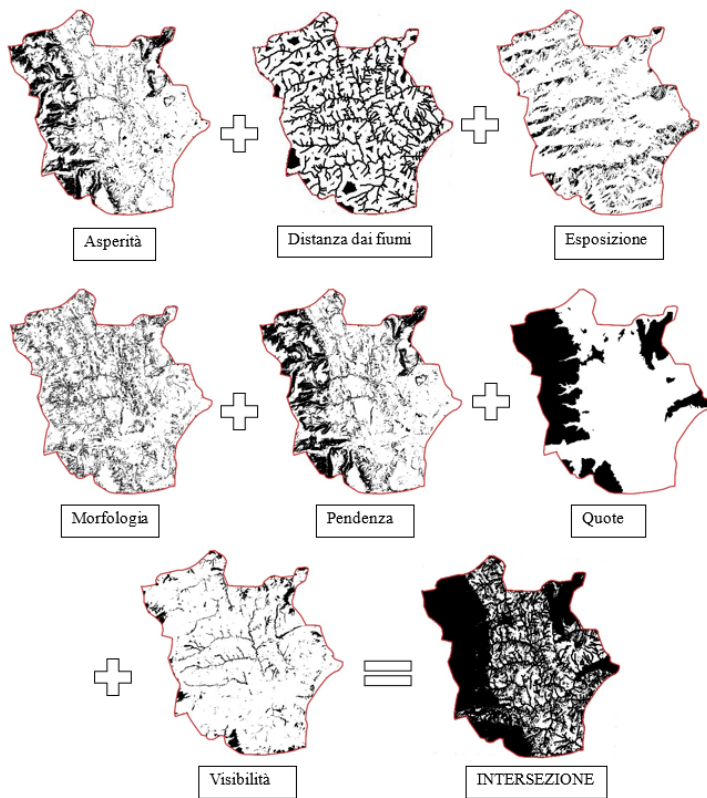 Asperità
Distanza dai fiumi
Esposizione
Morfologia
Pendenza
Quote
Visibilità
INTERSEZIONE